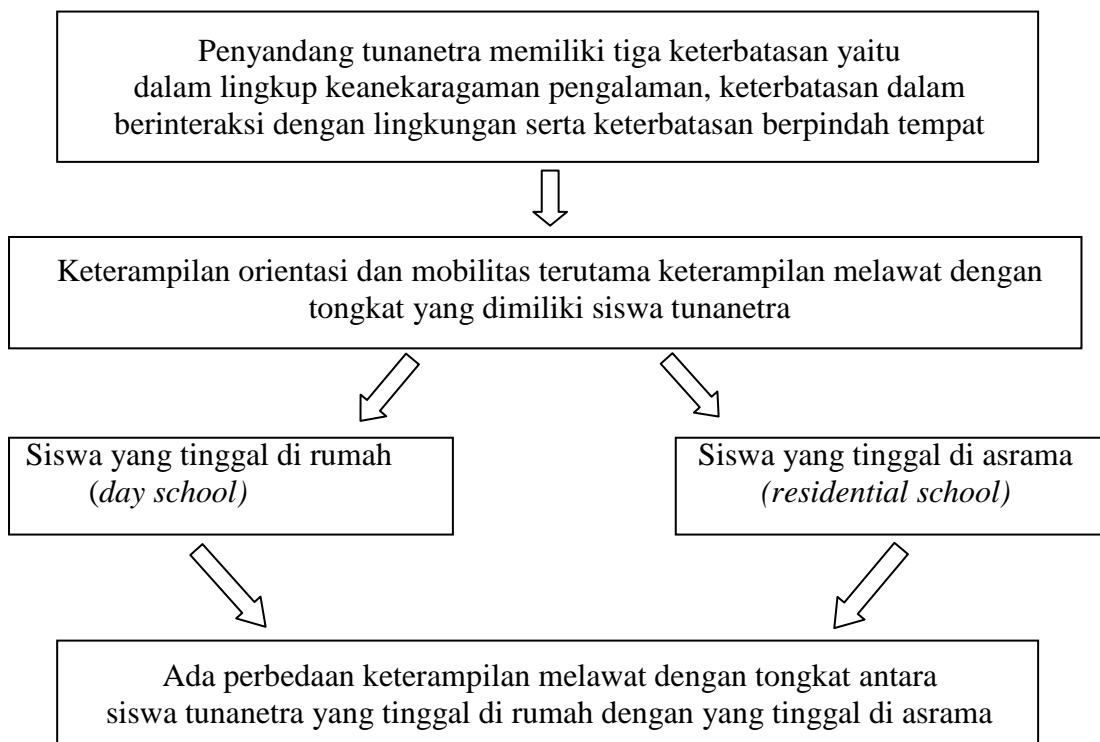 Penyandang tunanetra memiliki tiga keterbatasan yaitu
dalam lingkup keanekaragaman pengalaman, keterbatasan dalam
berinteraksi dengan lingkungan serta keterbatasan berpindah tempat
Keterampilan orientasi dan mobilitas terutama keterampilan melawat dengan
tongkat yang dimiliki siswa tunanetra
Siswa yang tinggal di rumah
(day school)
Siswa yang tinggal di asrama
(residential school)
Ada perbedaan keterampilan melawat dengan tongkat antara
siswa tunanetra yang tinggal di rumah dengan yang tinggal di asrama